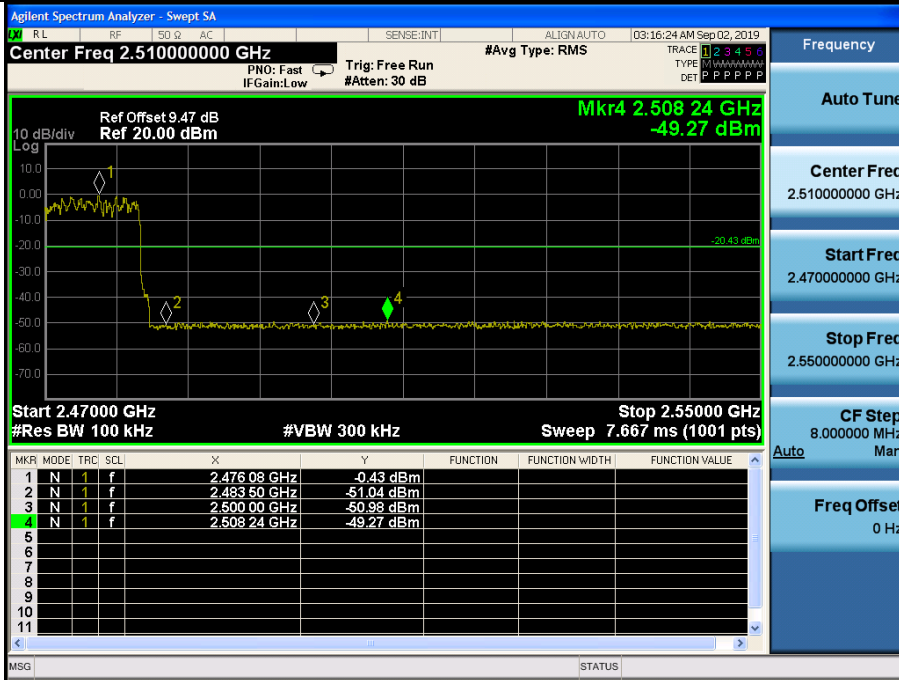 Agilent Spectrum Analyzer - Swept SA
LXI RL RF 50 Ω AC SENSE:INT ALIGNAUTO 03:16:24 AM Sep 02, 2019
Center Freq 2.510000000 GHz
#Avg Type: RMS
TRACE 1 2 3 4 5 6
PNO: Fast
IFGain:Low
Trig: Free Run
#Atten: 30 dB
TYPE M
DET P P P P P P
Mkr4 2.508 24 GHz
-49.27 dBm
Ref Offset 9.47 dB
10 dB/div Ref 20.00 dBm
Log
10.0
0.00
-10.0
-20.0
-30.0
-40.0
-50.0
-60.0
-70.0
1
2
3
4
-20.43 dBm
Start 2.47000 GHz Stop 2.55000 GHz
#Res BW 100 kHz #VBW 300 kHz Sweep 7.667 ms (1001 pts)
MKR MODE TRC SCL X Y FUNCTION FUNCTION WIDTH FUNCTION VALUE
1 N 1 f 2.476 08 GHz -0.43 dBm
2 N 1 f 2.483 50 GHz -51.04 dBm
3 N 1 f 2.500 00 GHz -50.98 dBm
4 N 1 f 2.508 24 GHz -49.27 dBm
5
6
7
8
9
10
11
MSG STATUS
Frequency
Auto Tune
Center Freq
2.510000000 GHz
Start Freq
2.470000000 GHz
Stop Freq
2.550000000 GHz
CF Step
8.000000 MHz
Auto Man
Freq Offset
0 Hz